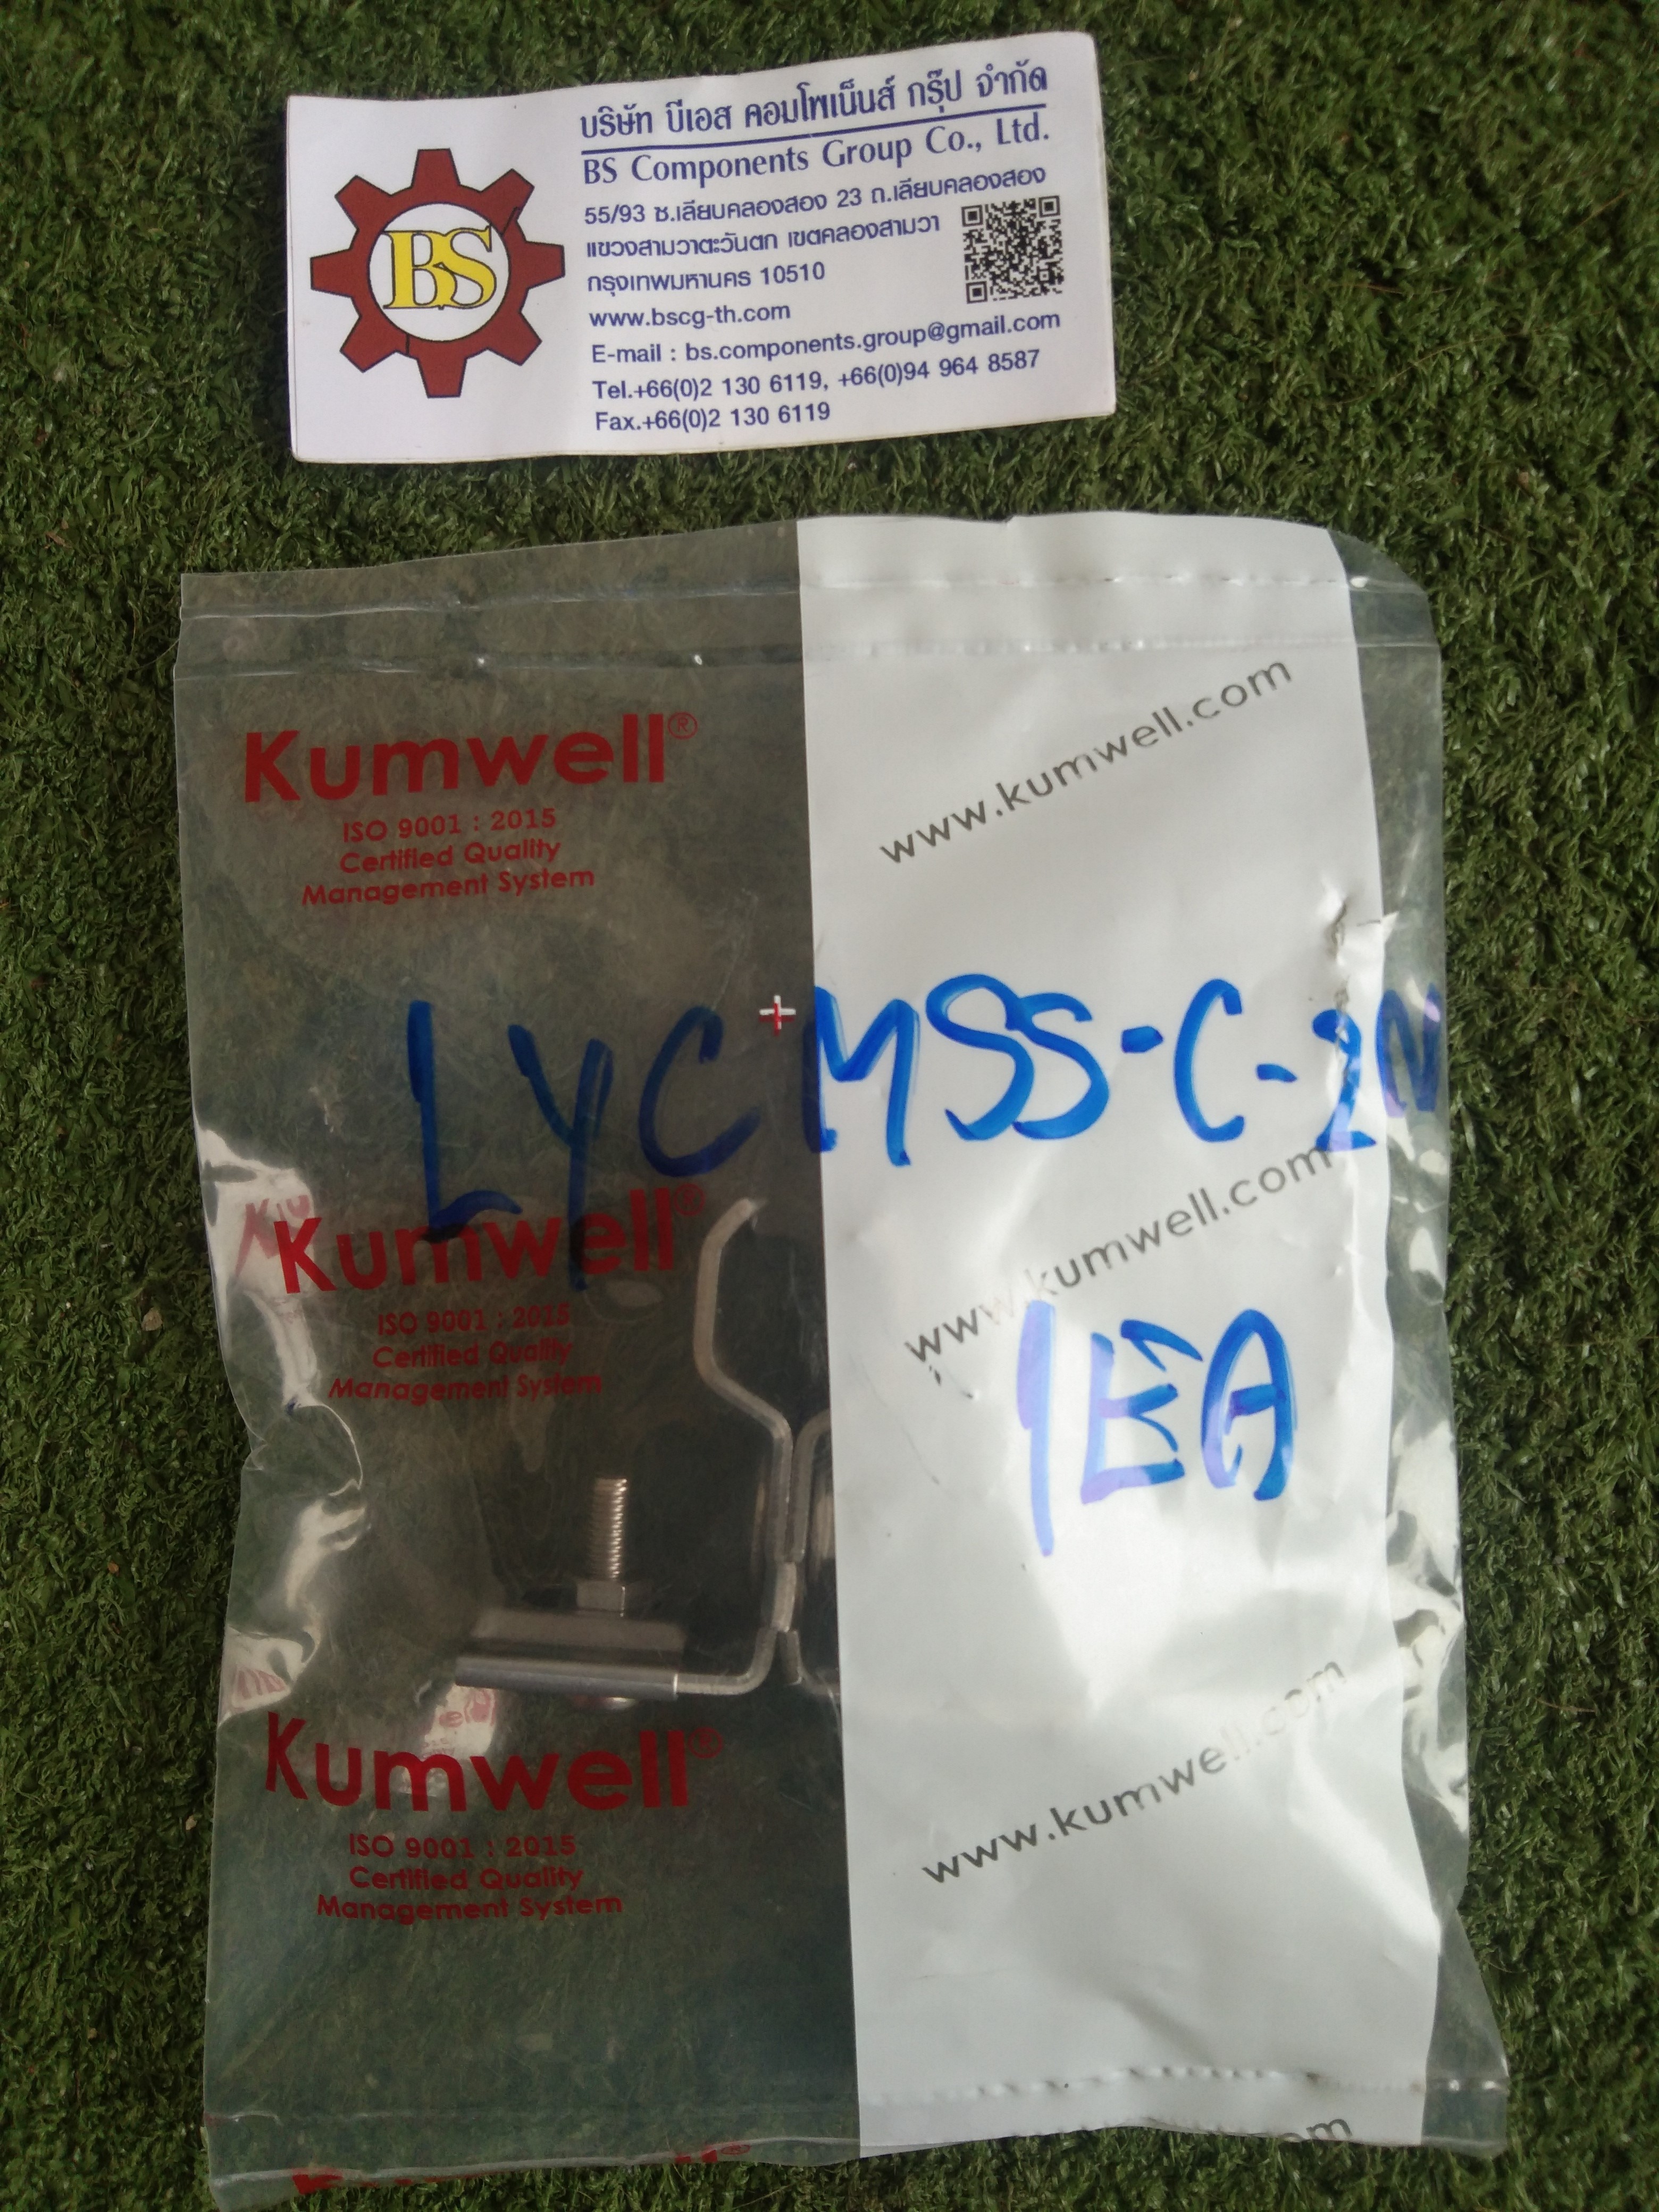 บริษัท บีเอส คอมโพเน็นส์ กรุ๊ป จำกัด
BS Components Group Co., Ltd.
55/93 ซ.เลียบคลองสอง 23 ถ.เลียบคลองสอง
แขวงสามวาตะวันตก เขตคลองสามวา
กรุงเทพมหานคร 10510
www.bscg-th.com
E-mail : bs.components.group@gmail.com
Tel.+66(0)2 130 6119, +66(0)94 964 8587
Fax.+66(0)2 130 6119
BS
Kumwell®
ISO 9001 : 2015
Certified Quality
Management System
www.kumwell.com
LYCMSS-C-2N
Kumwell®
ISO 9001 : 2015
Certified Quality
Management System
www.kumwell.com
1EA
Kumwell®
ISO 9001 : 2015
Certified Quality
Management System
www.kumwell.com